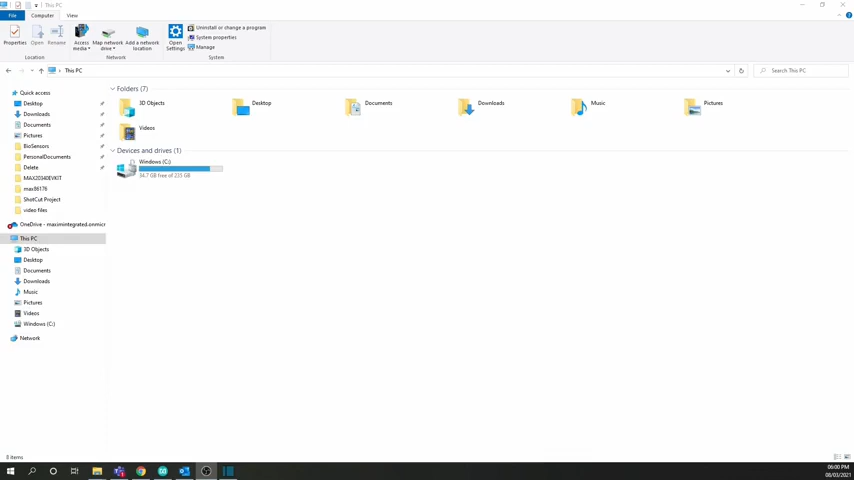 This PC
File Computer View
Properties Open Rename
Access media Map network drive Add a network location
Open Settings
Uninstall or change a program
System properties
Manage
Location Network System
This PC
Search This PC
Quick access
Desktop
Downloads
Documents
Pictures
BioSensors
PersonalDocuments
Delete
MAX20340EVKIT
max86176
ShotCut Project
video files
OneDrive - maximintegrated.onmicr
This PC
3D Objects
Desktop
Documents
Downloads
Music
Pictures
Videos
Windows (C:)
Network
Folders (7)
3D Objects Desktop Documents Downloads Music Pictures
Videos
Devices and drives (1)
Windows (C:)
34.7 GB free of 233 GB
8 items
06:00 PM
08/03/2021